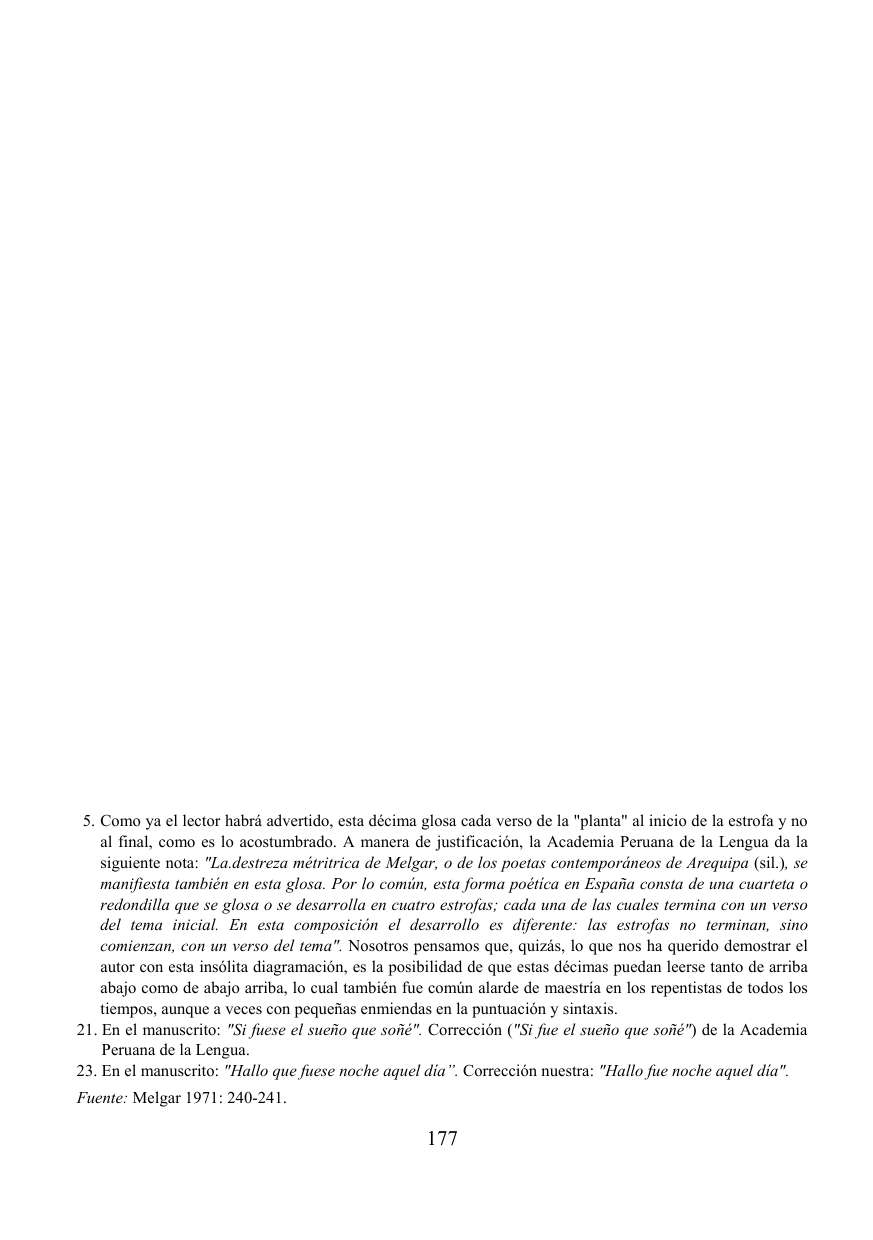 5. Como ya el lector habrá advertido, esta décima glosa cada verso de la "planta" al inicio de la estrofa y no
al final, como es lo acostumbrado. A manera de justificación, la Academia Peruana de la Lengua da la
siguiente nota: "La.destreza métritrica de Melgar, o de los poetas contemporáneos de Arequipa (sil.), se
manifiesta también en esta glosa. Por lo común, esta forma poética en España consta de una cuarteta o
redondilla que se glosa o se desarrolla en cuatro estrofas; cada una de las cuales termina con un verso
del tema inicial. En esta composición el desarrollo es diferente: las estrofas no terminan, sino
comienzan, con un verso del tema". Nosotros pensamos que, quizás, lo que nos ha querido demostrar el
autor con esta insólita diagramación, es la posibilidad de que estas décimas puedan leerse tanto de arriba
abajo como de abajo arriba, lo cual también fue común alarde de maestría en los repentistas de todos los
tiempos, aunque a veces con pequeñas enmiendas en la puntuación y sintaxis.
21. En el manuscrito: "Si fuese el sueño que soñé". Corrección ("Si fue el sueño que soñé") de la Academia
Peruana de la Lengua.
23. En el manuscrito: "Hallo que fuese noche aquel día”. Corrección nuestra: "Hallo fue noche aquel día".
Fuente: Melgar 1971: 240-241.
177